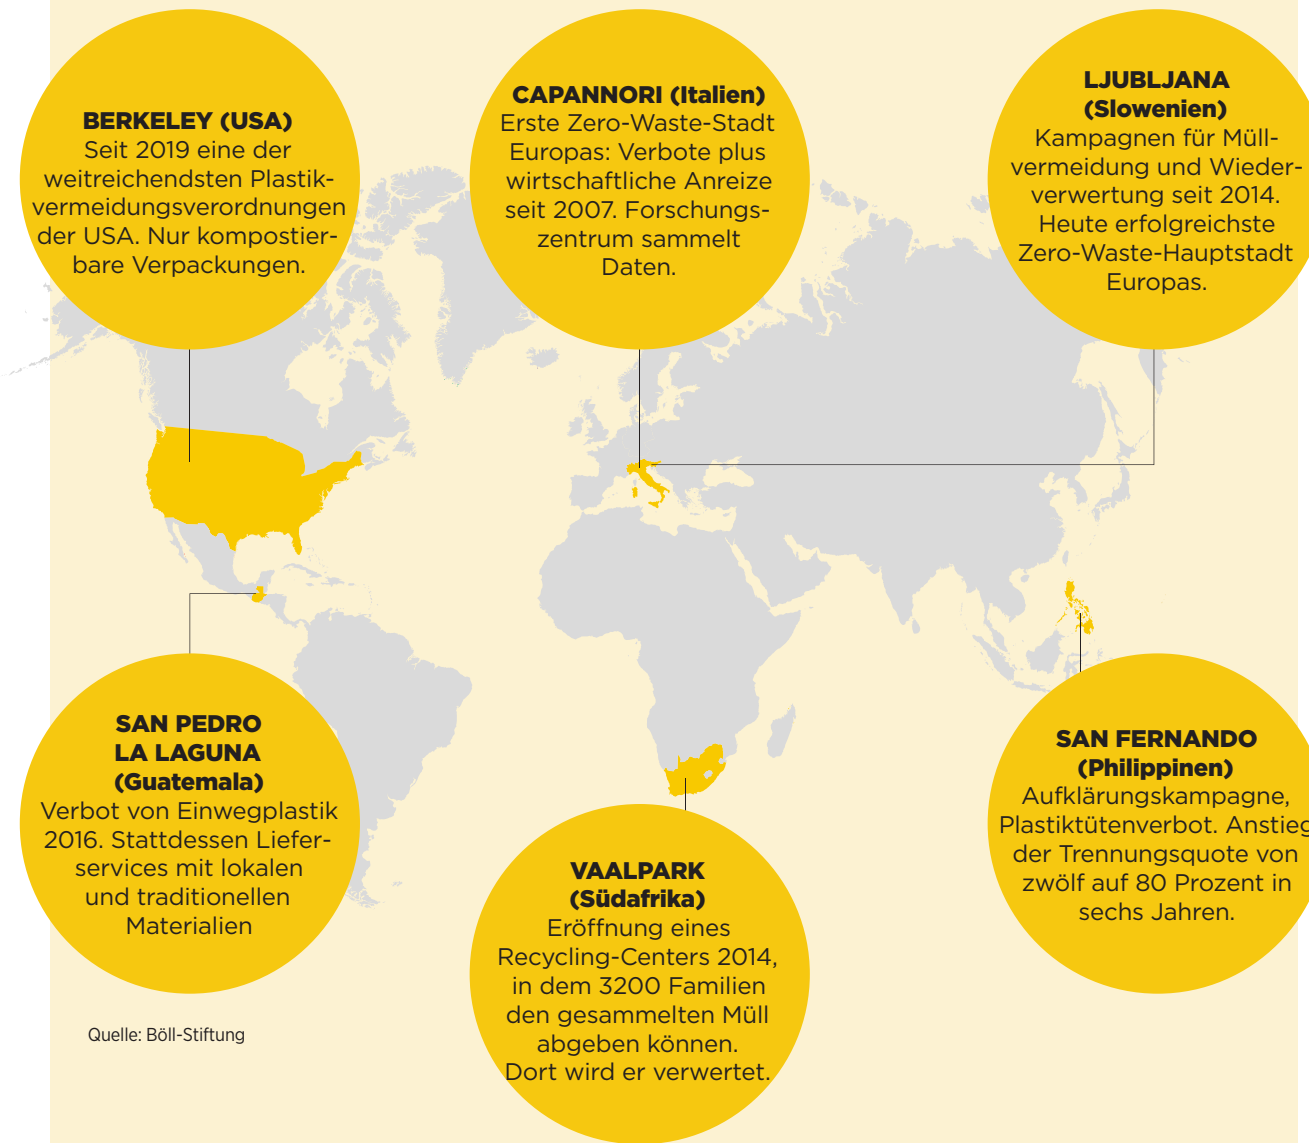 BERKELEY (USA)
Seit 2019 eine der
weitreichendsten Plastik-
vermeidungsverordnungen
der USA. Nur kompostier-
bare Verpackungen.
CAPANNORI (Italien)
Erste Zero-Waste-Stadt
Europas: Verbote plus
wirtschaftliche Anreize
seit 2007. Forschungs-
zentrum sammelt
Daten.
LJUBLJANA
(Slowenien)
Kampagnen für Müll-
vermeidung und Wieder-
verwertung seit 2014.
Heute erfolgreichste
Zero-Waste-Hauptstadt
Europas.
SAN PEDRO
LA LAGUNA
(Guatemala)
Verbot von Einwegplastik
2016. Stattdessen Liefer-
services mit lokalen
und traditionellen
Materialien
VAALPARK
(Südafrika)
Eröffnung eines
Recycling-Centers 2014,
in dem 3200 Familien
den gesammelten Müll
abgeben können.
Dort wird er verwertet.
SAN FERNANDO
(Philippinen)
Aufklärungskampagne,
Plastiktütenverbot. Anstieg
der Trennungsquote von
zwölf auf 80 Prozent in
sechs Jahren.
Quelle: Böll-Stiftung